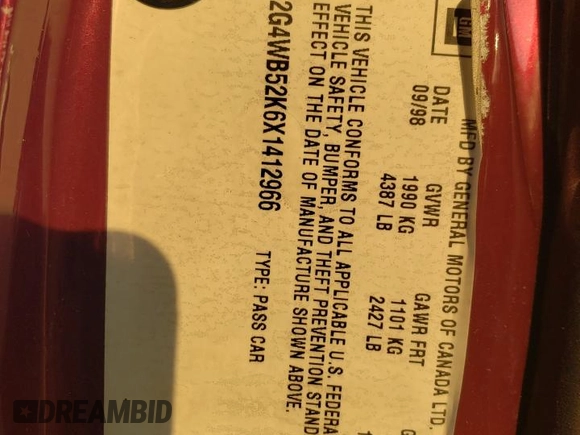 GM
MFD BY GENERAL MOTORS OF CANADA LTD.
DATE GVWR GAWR FRT
09/98 1990 KG 1101 KG
4387 LB 2427 LB
THIS VEHICLE CONFORMS TO ALL APPLICABLE U.S. FEDERA
VEHICLE SAFETY, BUMPER, AND THEFT PREVENTION STAND
EFFECT ON THE DATE OF MANUFACTURE SHOWN ABOVE.
2G4WB52K6X1412966 TYPE: PASS CAR
DREAMBID